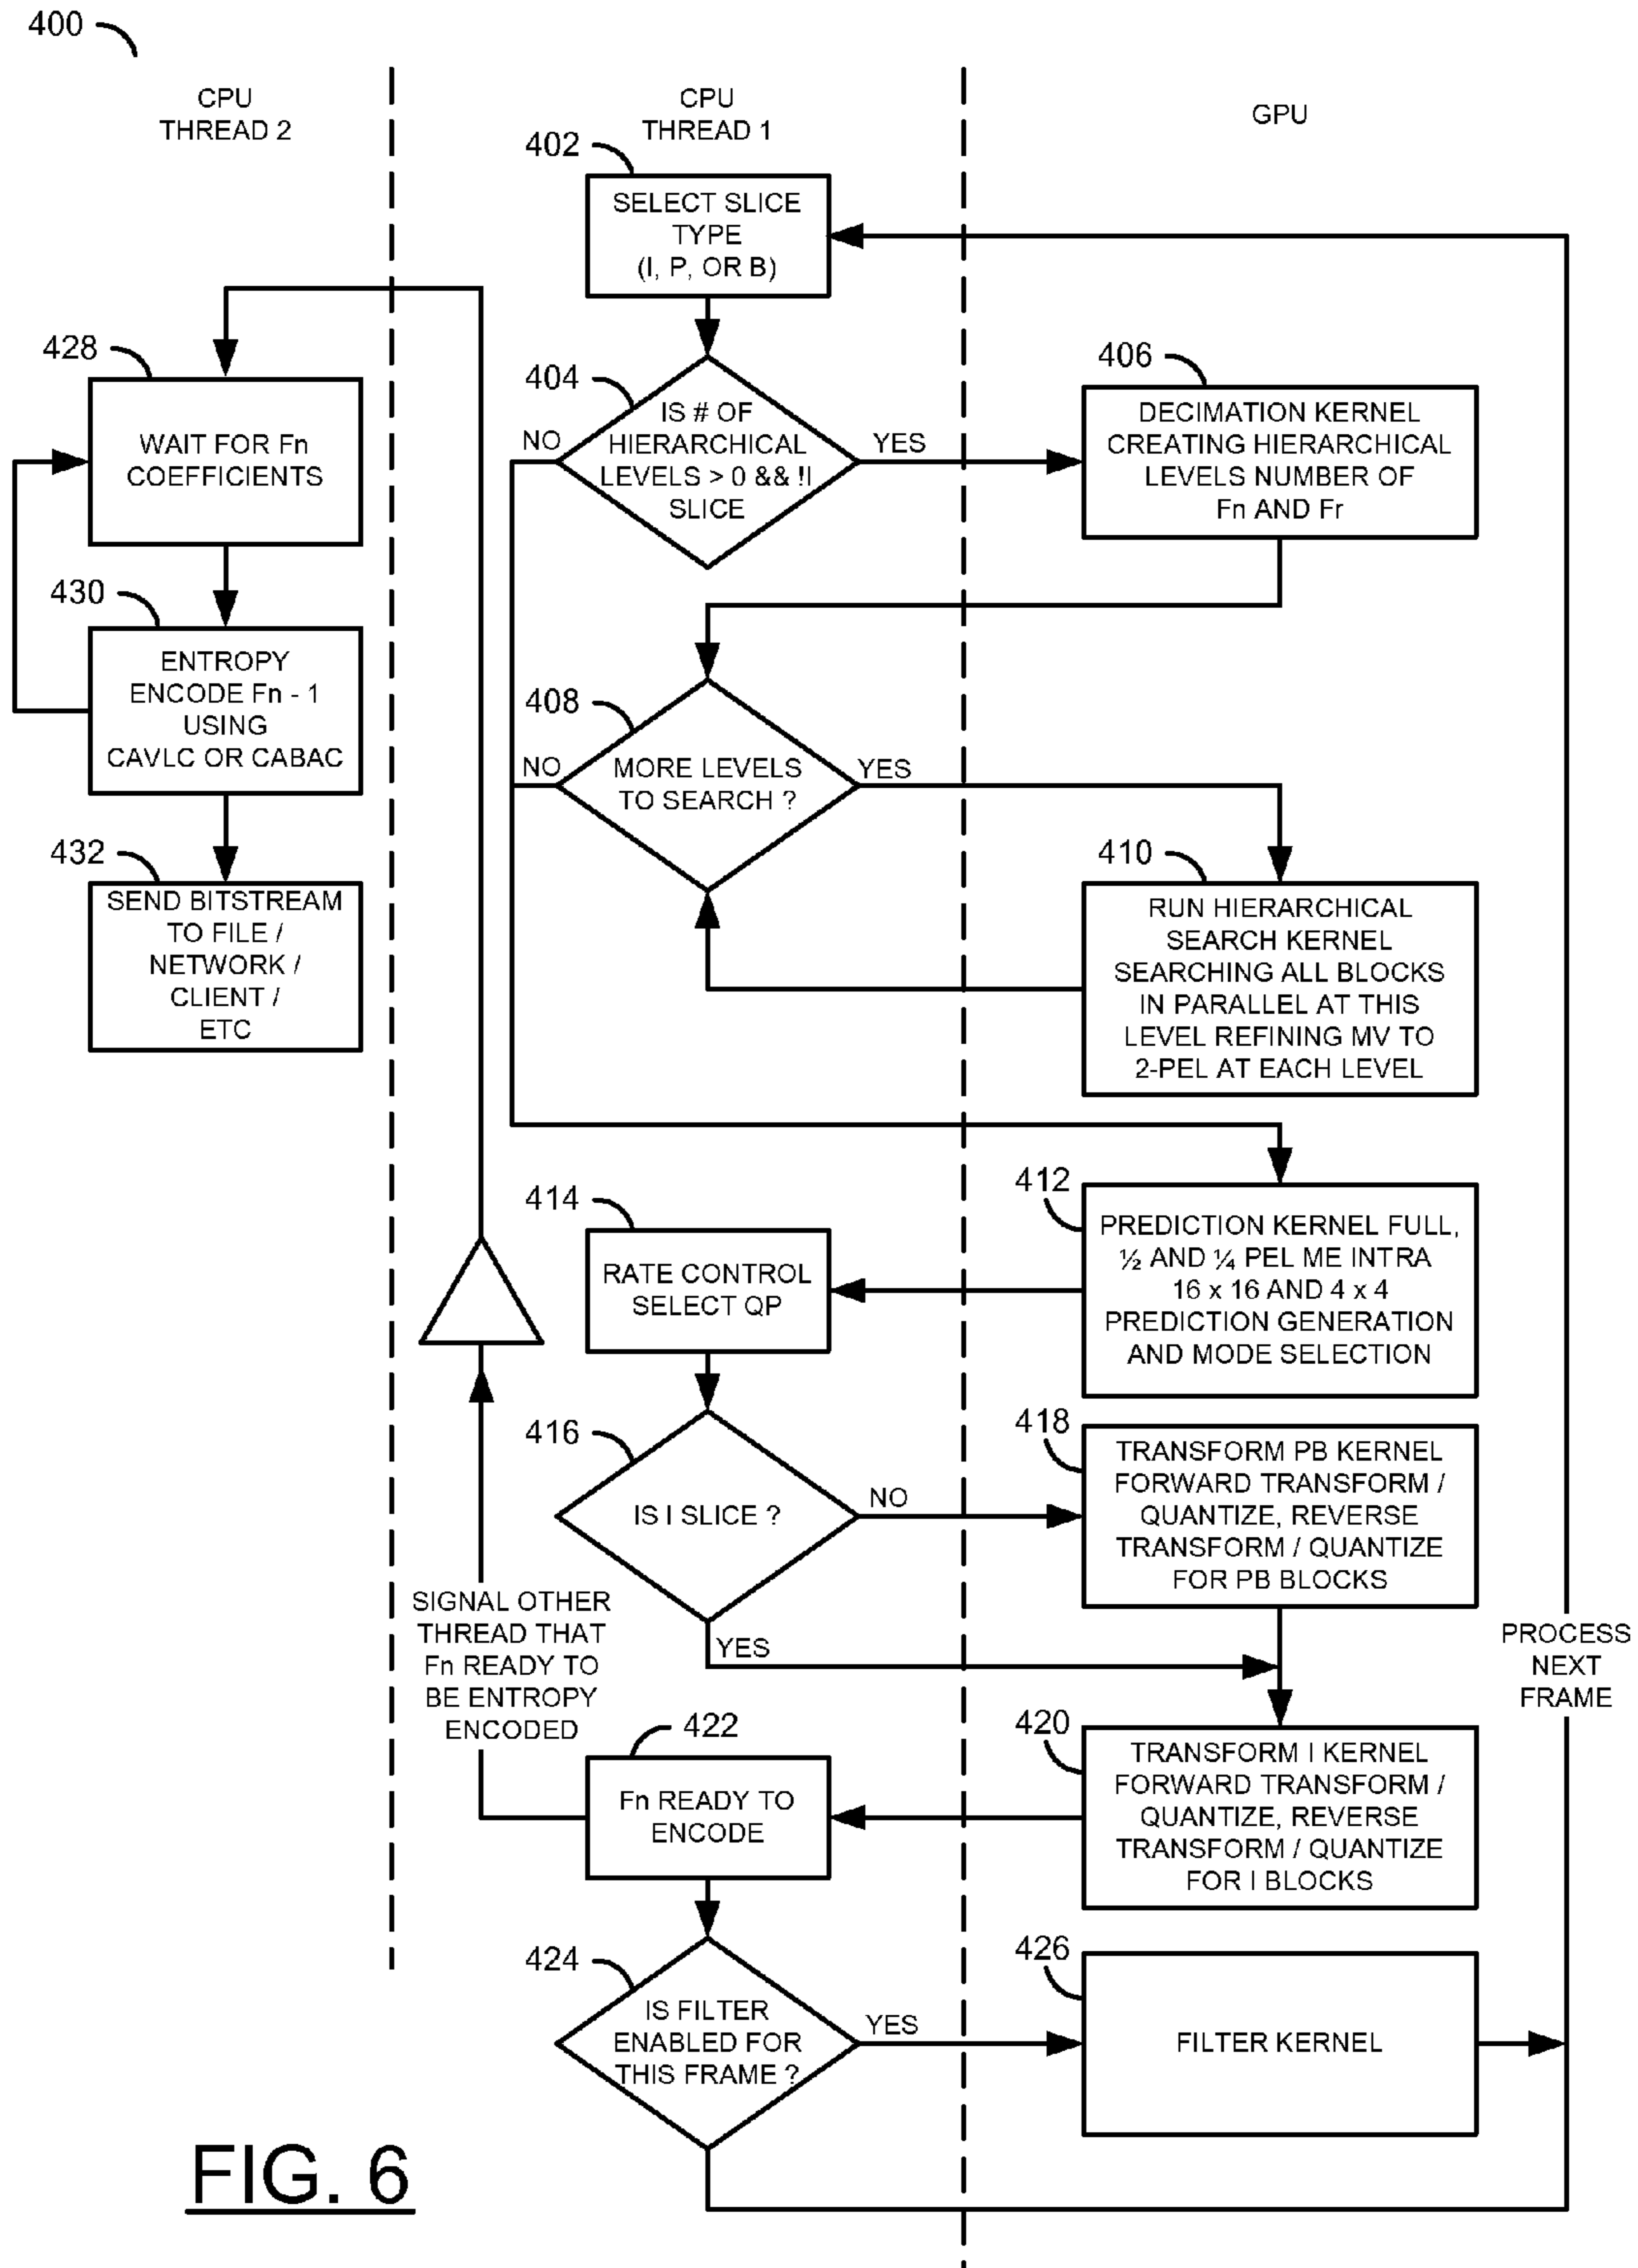 400
CPU
THREAD 2
CPU
THREAD 1
GPU
402
SELECT SLICE
TYPE
(I, P, OR B)
404
IS # OF
HIERARCHICAL
LEVELS > 0 && !I
SLICE
NO
YES
406
DECIMATION KERNEL
CREATING HIERARCHICAL
LEVELS NUMBER OF
Fn AND Fr
428
WAIT FOR Fn
COEFFICIENTS
430
ENTROPY
ENCODE Fn - 1
USING
CAVLC OR CABAC
432
SEND BITSTREAM
TO FILE /
NETWORK /
CLIENT /
ETC
408
MORE LEVELS
TO SEARCH ?
NO
YES
410
RUN HIERARCHICAL
SEARCH KERNEL
SEARCHING ALL BLOCKS
IN PARALLEL AT THIS
LEVEL REFINING MV TO
2-PEL AT EACH LEVEL
412
PREDICTION KERNEL FULL,
½ AND ¼ PEL ME INTRA
16 x 16 AND 4 x 4
PREDICTION GENERATION
AND MODE SELECTION
414
RATE CONTROL
SELECT QP
416
IS I SLICE ?
NO
YES
418
TRANSFORM PB KERNEL
FORWARD TRANSFORM /
QUANTIZE, REVERSE
TRANSFORM / QUANTIZE
FOR PB BLOCKS
SIGNAL OTHER
THREAD THAT
Fn READY TO
BE ENTROPY
ENCODED
PROCESS
NEXT
FRAME
420
TRANSFORM I KERNEL
FORWARD TRANSFORM /
QUANTIZE, REVERSE
TRANSFORM / QUANTIZE
FOR I BLOCKS
422
Fn READY TO
ENCODE
424
IS FILTER
ENABLED FOR
THIS FRAME ?
YES
426
FILTER KERNEL
FIG. 6